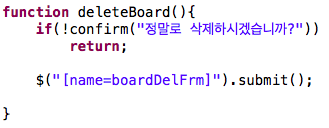 function deleteBoard(){
    if(!confirm("정말로 삭제하시겠습니까?"))
        return;
    $("[name=boardDelFrm]").submit();
}